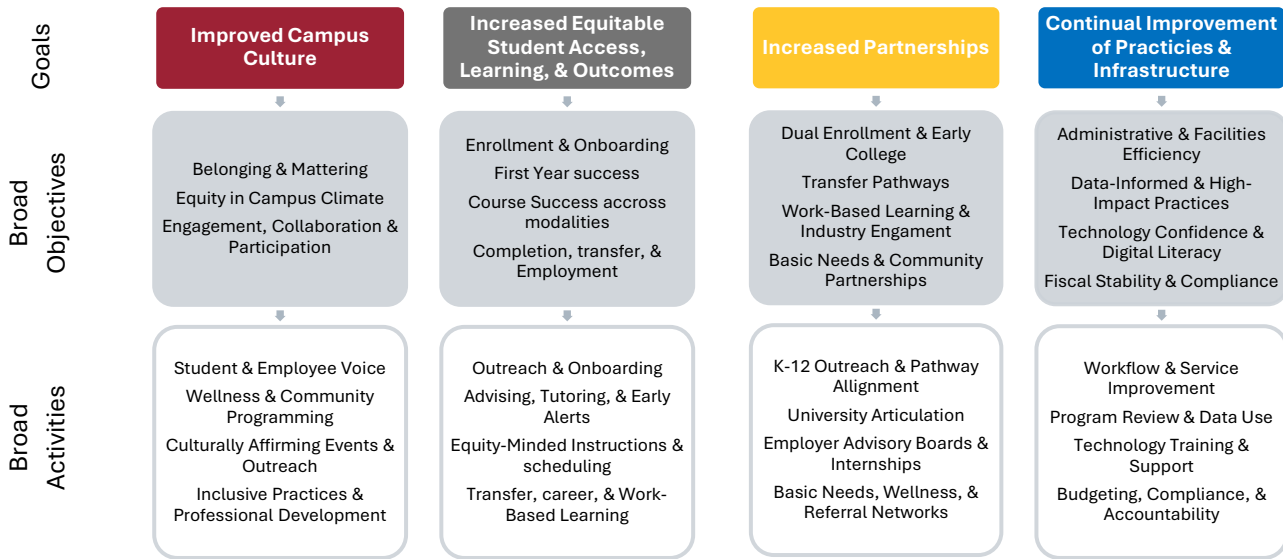 Goals
Improved Campus
Culture
Increased Equitable
Student Access,
Learning, & Outcomes
Increased Partnerships
Continual Improvement
of Practicies &
Infrastructure
Broad
Objectives
Belonging & Mattering
Equity in Campus Climate
Engagement, Collaboration &
Participation
Enrollment & Onboarding
First Year success
Course Success accross
modalities
Completion, transfer, &
Employment
Dual Enrollment & Early
College
Transfer Pathways
Work-Based Learning &
Industry Engament
Basic Needs & Community
Partnerships
Administrative & Facilities
Efficiency
Data-Informed & High-
Impact Practices
Technology Confidence &
Digital Literacy
Fiscal Stability & Compliance
Broad
Activities
Student & Employee Voice
Wellness & Community
Programming
Culturally Affirming Events &
Outreach
Inclusive Practices &
Professional Development
Outreach & Onboarding
Advising, Tutoring, & Early
Alerts
Equity-Minded Instructions &
scheduling
Transfer, career, & Work-
Based Learning
K-12 Outreach & Pathway
Allignment
University Articulation
Employer Advisory Boards &
Internships
Basic Needs, Wellness, &
Referral Networks
Workflow & Service
Improvement
Program Review & Data Use
Technology Training &
Support
Budgeting, Compliance, &
Accountability